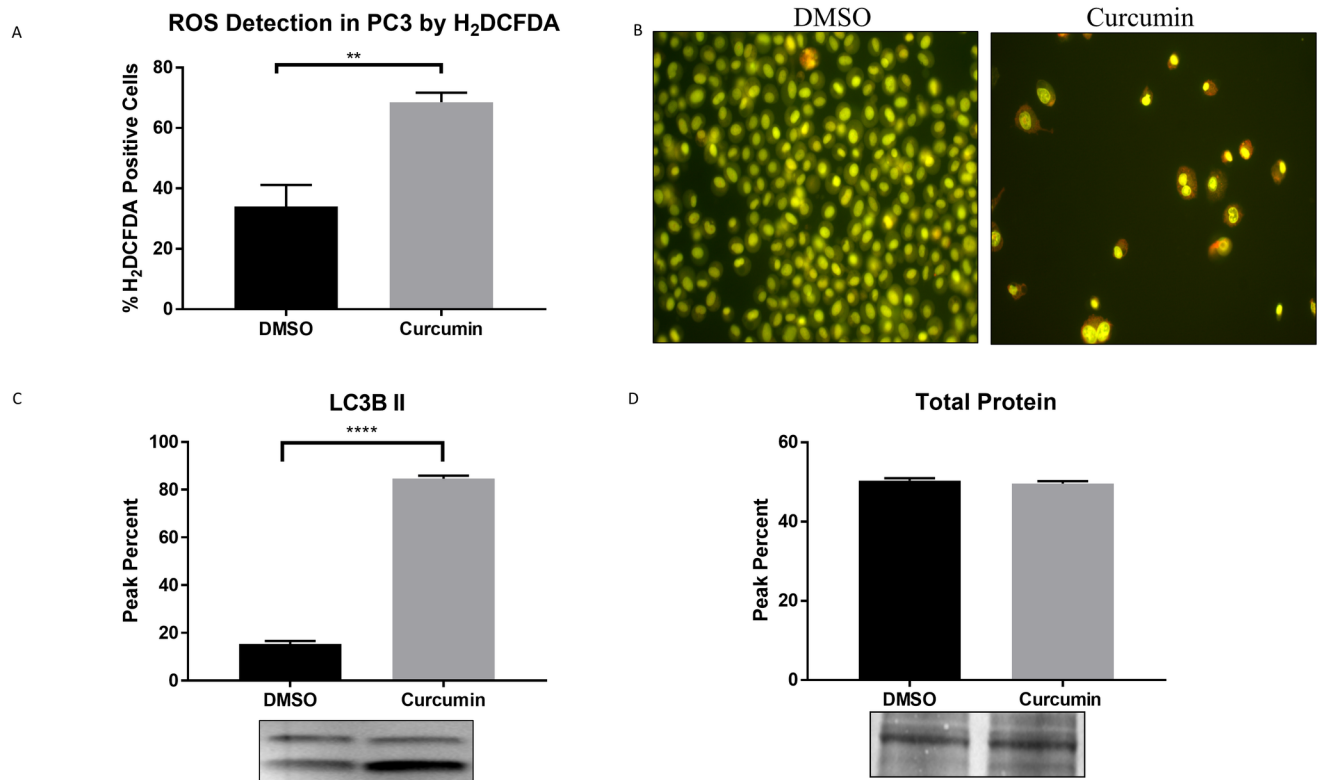 A
ROS Detection in PC3 by H₂DCFDA
**
% H₂DCFDA Positive Cells
80
60
40
20
0
DMSO Curcumin
B
DMSO Curcumin
C
LC3B II
****
Peak Percent
100
80
60
40
20
0
DMSO Curcumin
D
Total Protein
Peak Percent
60
40
20
0
DMSO Curcumin